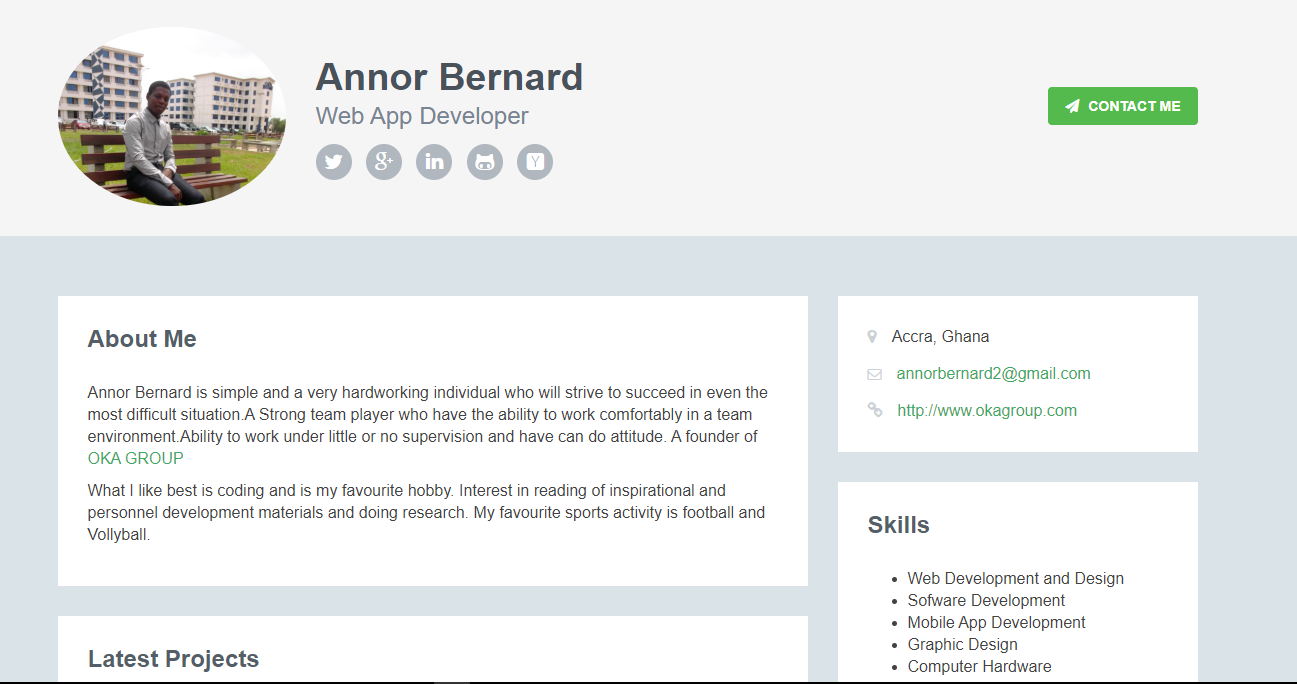 Annor Bernard
Web App Developer
CONTACT ME
About Me
Annor Bernard is simple and a very hardworking individual who will strive to succeed in even the
most difficult situation.A Strong team player who have the ability to work comfortably in a team
environment.Ability to work under little or no supervision and have can do attitude. A founder of
OKA GROUP
What I like best is coding and is my favourite hobby. Interest in reading of inspirational and
personnel development materials and doing research. My favourite sports activity is football and
Vollyball.
Latest Projects
Accra, Ghana
annorbernard2@gmail.com
http://www.okagroup.com
Skills
Web Development and Design
Sofware Development
Mobile App Development
Graphic Design
Computer Hardware